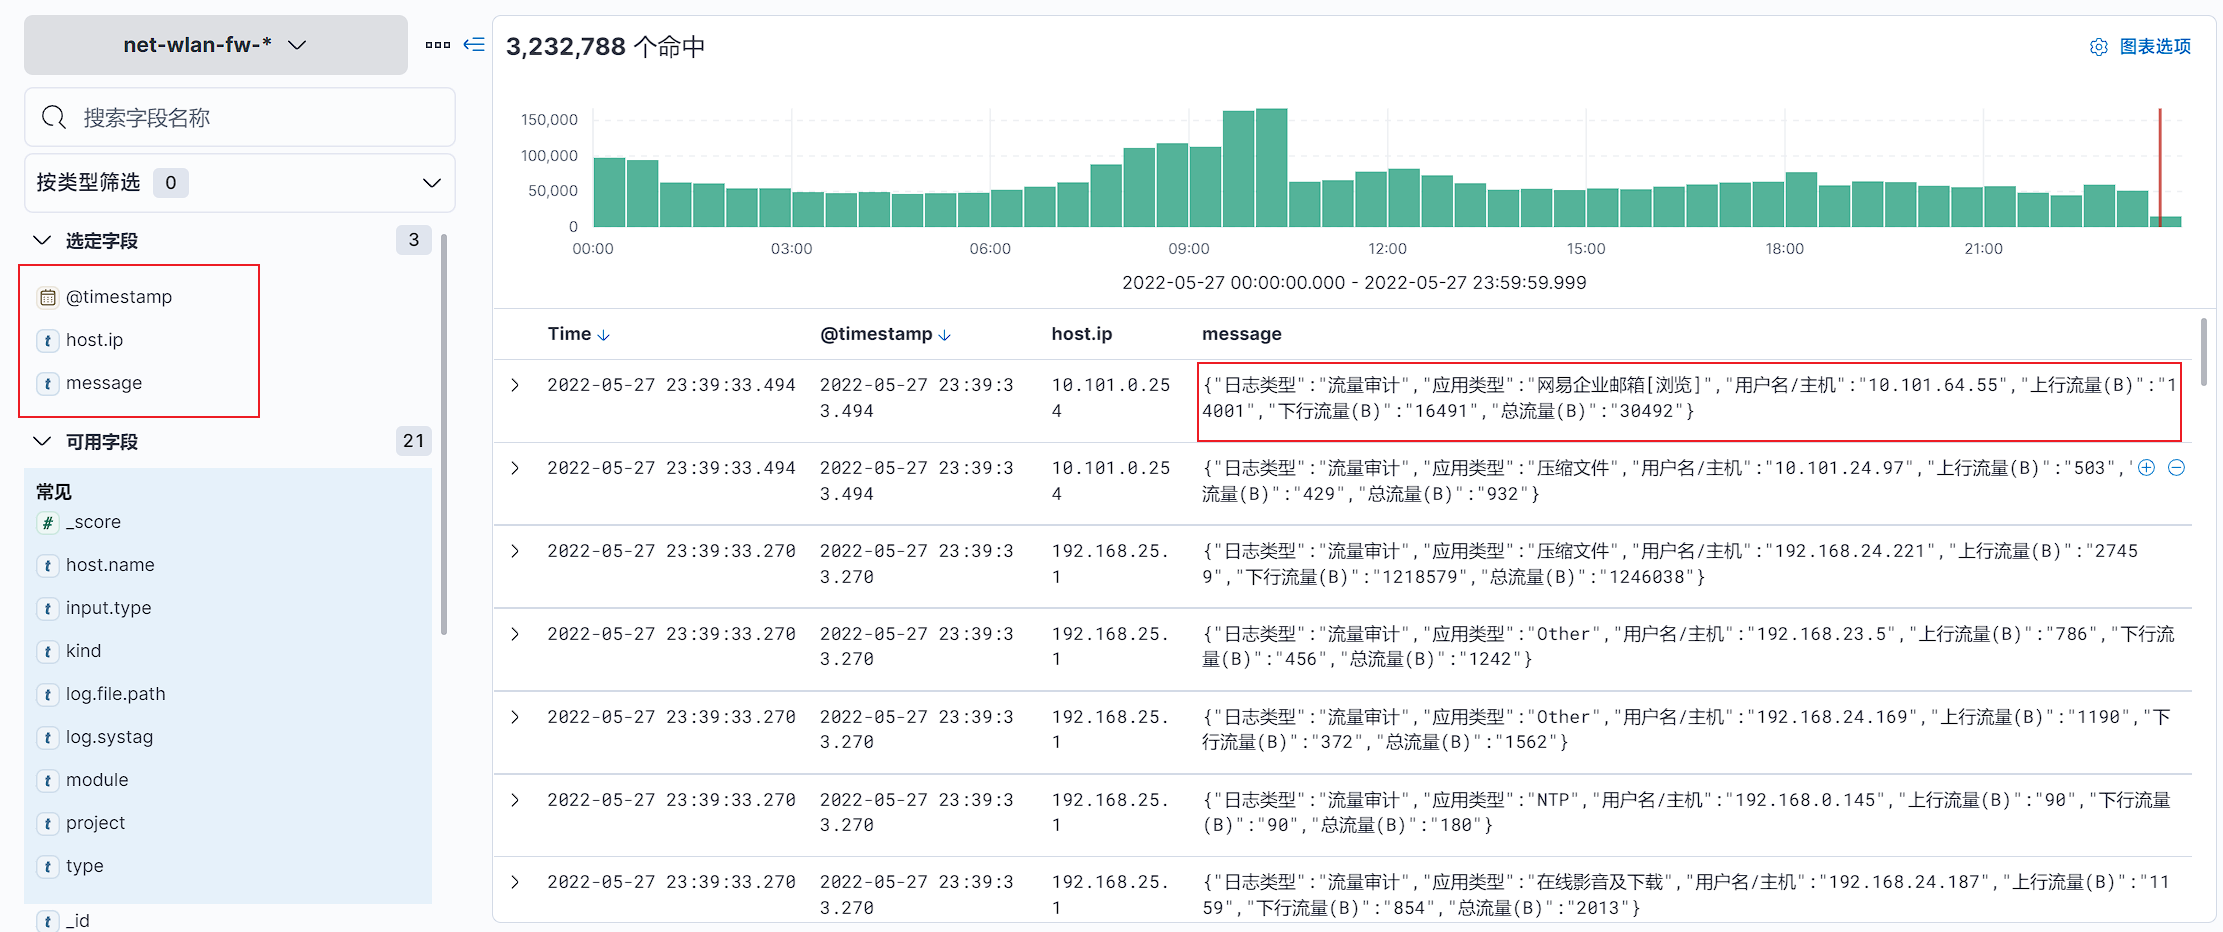 net-wlan-fw-*
搜索字段名称
按类型筛选 0
选定字段 3
@timestamp
t host.ip
t message
可用字段 21
常见
# _score
t host.name
t input.type
t kind
t log.file.path
t log.systag
t module
t project
t type
t _id
3,232,788 个命中
图表选项
150,000
100,000
50,000
0
00:00 03:00 06:00 09:00 12:00 15:00 18:00 21:00
2022-05-27 00:00:00.000 - 2022-05-27 23:59:59.999
Time @timestamp host.ip message
2022-05-27 23:39:33.494 2022-05-27 23:39:3 10.101.0.25 {"日志类型":"流量审计","应用类型":"网易企业邮箱[浏览]","用户名/主机":"10.101.64.55","上行流量(B)":"1
3.494 4 4001","下行流量(B)":"16491","总流量(B)":"30492"}
2022-05-27 23:39:33.494 2022-05-27 23:39:3 10.101.0.25 {"日志类型":"流量审计","应用类型":"压缩文件","用户名/主机":"10.101.24.97","上行流量(B)":"503",
3.494 4 流量(B)":"429","总流量(B)":"932"}
2022-05-27 23:39:33.270 2022-05-27 23:39:3 192.168.25. {"日志类型":"流量审计","应用类型":"压缩文件","用户名/主机":"192.168.24.221","上行流量(B)":"2745
3.270 1 9","下行流量(B)":"1218579","总流量(B)":"1246038"}
2022-05-27 23:39:33.270 2022-05-27 23:39:3 192.168.25. {"日志类型":"流量审计","应用类型":"Other","用户名/主机":"192.168.23.5","上行流量(B)":"786","下行流
3.270 1 量(B)":"456","总流量(B)":"1242"}
2022-05-27 23:39:33.270 2022-05-27 23:39:3 192.168.25. {"日志类型":"流量审计","应用类型":"Other","用户名/主机":"192.168.24.169","上行流量(B)":"1190","下
3.270 1 行流量(B)":"372","总流量(B)":"1562"}
2022-05-27 23:39:33.270 2022-05-27 23:39:3 192.168.25. {"日志类型":"流量审计","应用类型":"NTP","用户名/主机":"192.168.0.145","上行流量(B)":"90","下行流量
3.270 1 (B)":"90","总流量(B)":"180"}
2022-05-27 23:39:33.270 2022-05-27 23:39:3 192.168.25. {"日志类型":"流量审计","应用类型":"在线影音及下载","用户名/主机":"192.168.24.187","上行流量(B)":"11
3.270 1 59","下行流量(B)":"854","总流量(B)":"2013"}